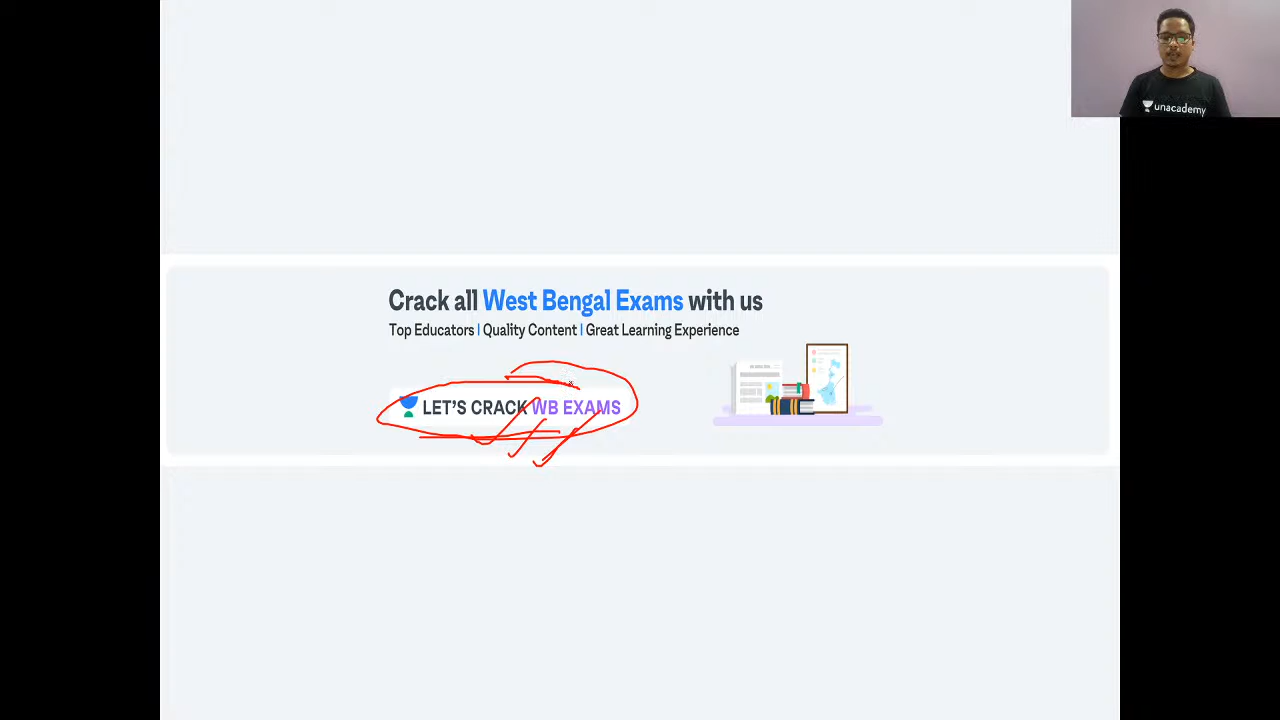 unacademy
Crack all West Bengal Exams with us
Top Educators | Quality Content | Great Learning Experience
LET'S CRACK WB EXAMS